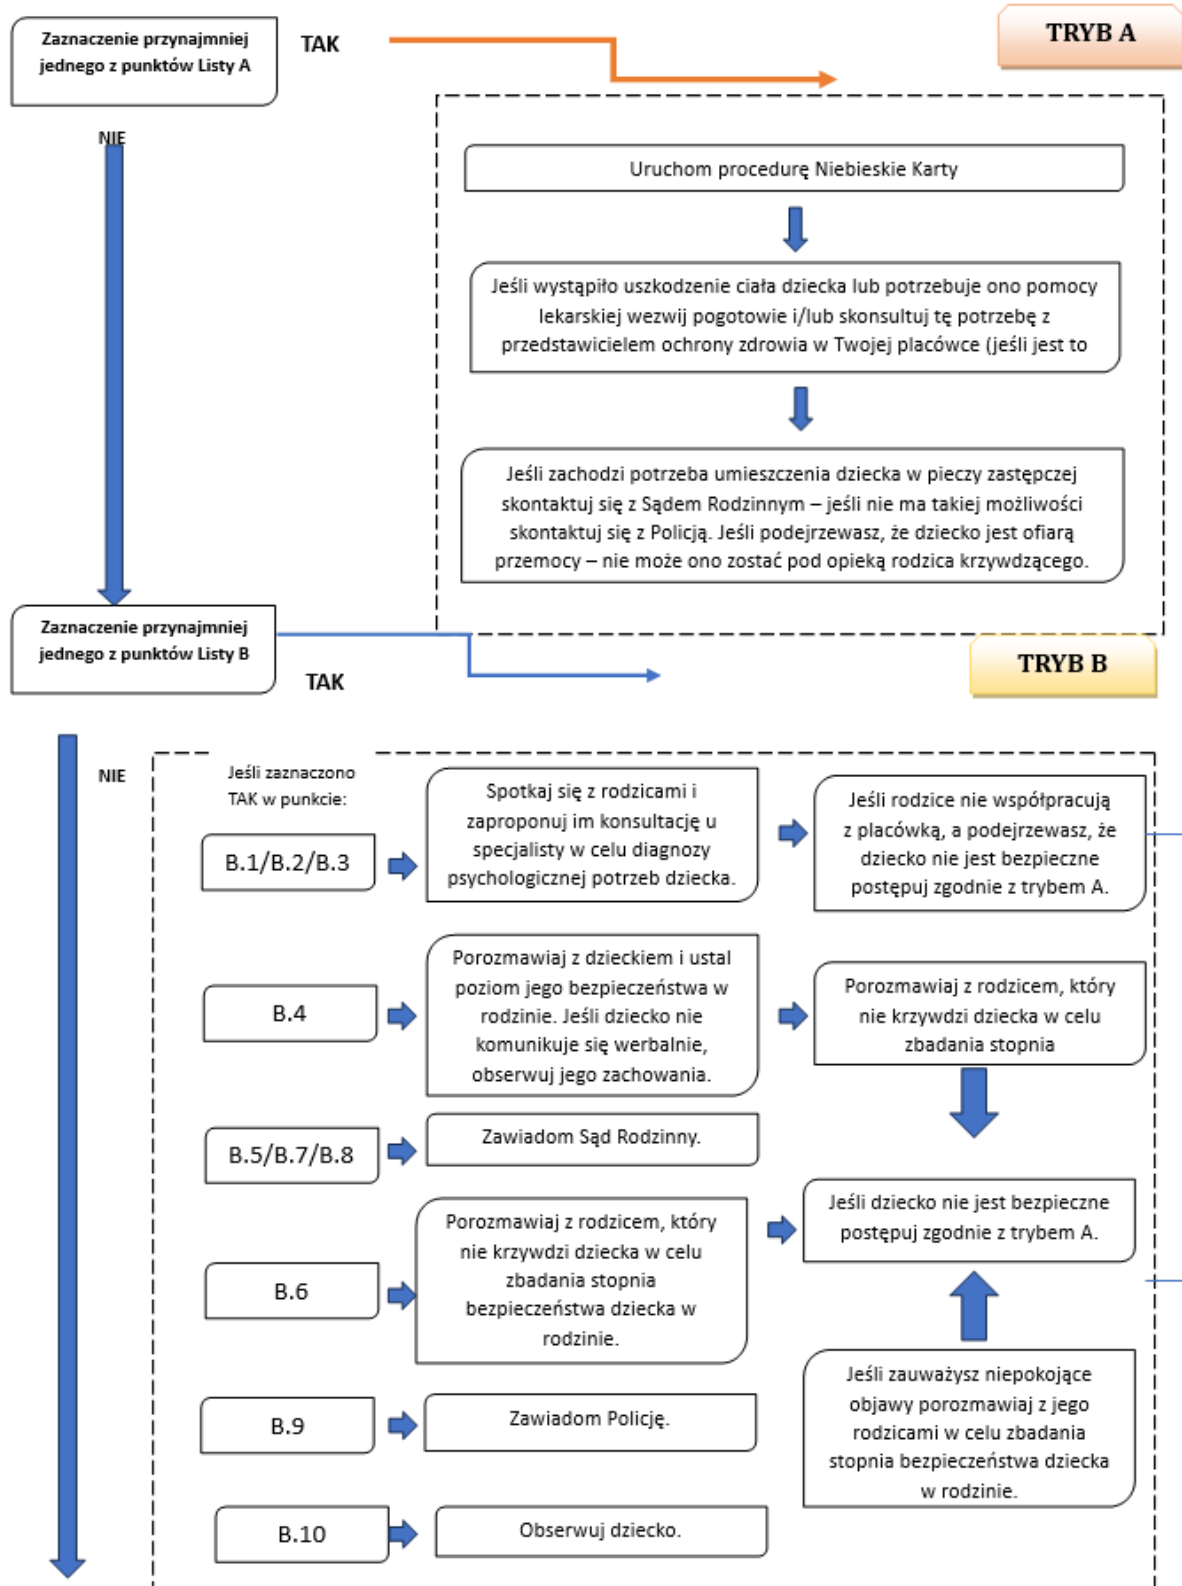 Zaznaczenie przynajmniej
jednego z punktów Listy A
TAK
TRYB A
NIE
Uruchom procedurę Niebieskie Karty
Jeśli wystąpiło uszkodzenie ciała dziecka lub potrzebuje ono pomocy
lekarskiej wezwij pogotowie i/lub skonsultuj tę potrzebę z
przedstawicielem ochrony zdrowia w Twojej placówce (jeśli jest to
Jeśli zachodzi potrzeba umieszczenia dziecka w pieczy zastępczej
skontaktuj się z Sądem Rodzinnym – jeśli nie ma takiej możliwości
skontaktuj się z Policją. Jeśli podejrzewasz, że dziecko jest ofiarą
przemocy – nie może ono zostać pod opieką rodzica krzywdzącego.
Zaznaczenie przynajmniej
jednego z punktów Listy B
TAK
TRYB B
NIE
Jeśli zaznaczono
TAK w punkcie:
B.1/B.2/B.3
Spotkaj się z rodzicami i
zaproponuj im konsultację u
specjalisty w celu diagnozy
psychologicznej potrzeb dziecka.
Jeśli rodzice nie współpracują
z placówką, a podejrzewasz, że
dziecko nie jest bezpieczne
postępuj zgodnie z trybem A.
B.4
Porozmawiaj z dzieckiem i ustal
poziom jego bezpieczeństwa w
rodzinie. Jeśli dziecko nie
komunikuje się werbalnie,
obserwuj jego zachowania.
Porozmawiaj z rodzicem, który
nie krzywdzi dziecka w celu
zbadania stopnia
B.5/B.7/B.8
Zawiadom Sąd Rodzinny.
Jeśli dziecko nie jest bezpieczne
postępuj zgodnie z trybem A.
B.6
Porozmawiaj z rodzicem, który
nie krzywdzi dziecka w celu
zbadania stopnia
bezpieczeństwa dziecka w
rodzinie.
Jeśli zauważysz niepokojące
objawy porozmawiaj z jego
rodzicami w celu zbadania
stopnia bezpieczeństwa dziecka
w rodzinie.
B.9
Zawiadom Policję.
B.10
Obserwuj dziecko.